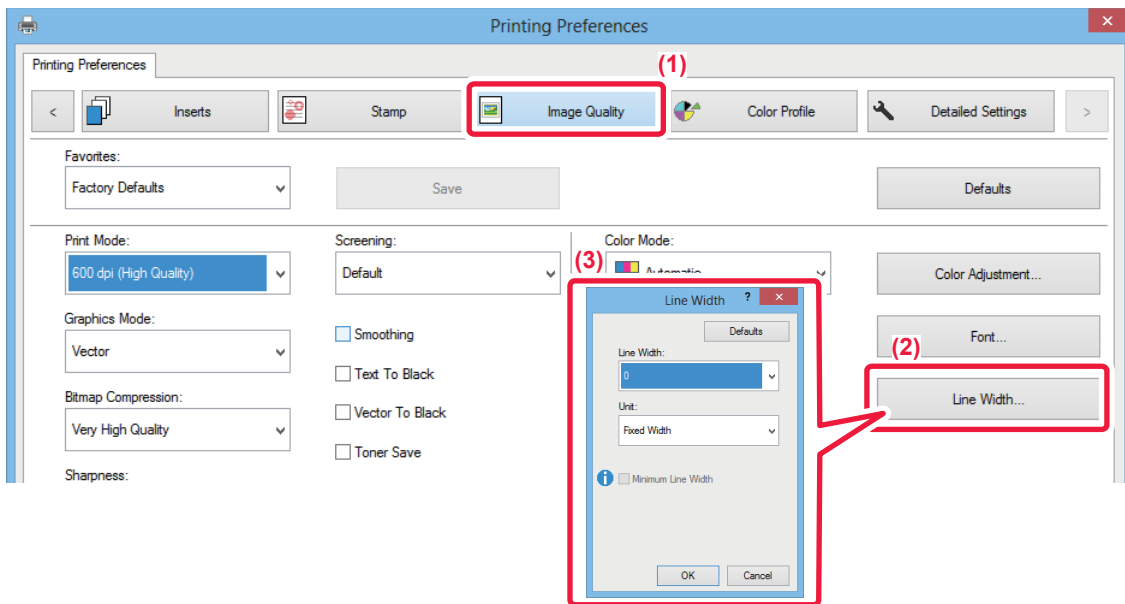 Printing Preferences
Printing Preferences
(1)
< Inserts Stamp Image Quality Color Profile Detailed Settings >
Favorites:
Factory Defaults Save Defaults
Print Mode: Screening: Color Mode:
(3)
600 dpi (High Quality) Default Automatic Color Adjustment...
Line Width ? ×
Graphics Mode:
Defaults
Smoothing Font...
(2)
Vector
Line Width:
Text To Black
0
Bitmap Compression:
Line Width...
Unit:
Vector To Black
Very High Quality
Fixed Width
Toner Save
Sharpness:
Minimum Line Width
OK Cancel